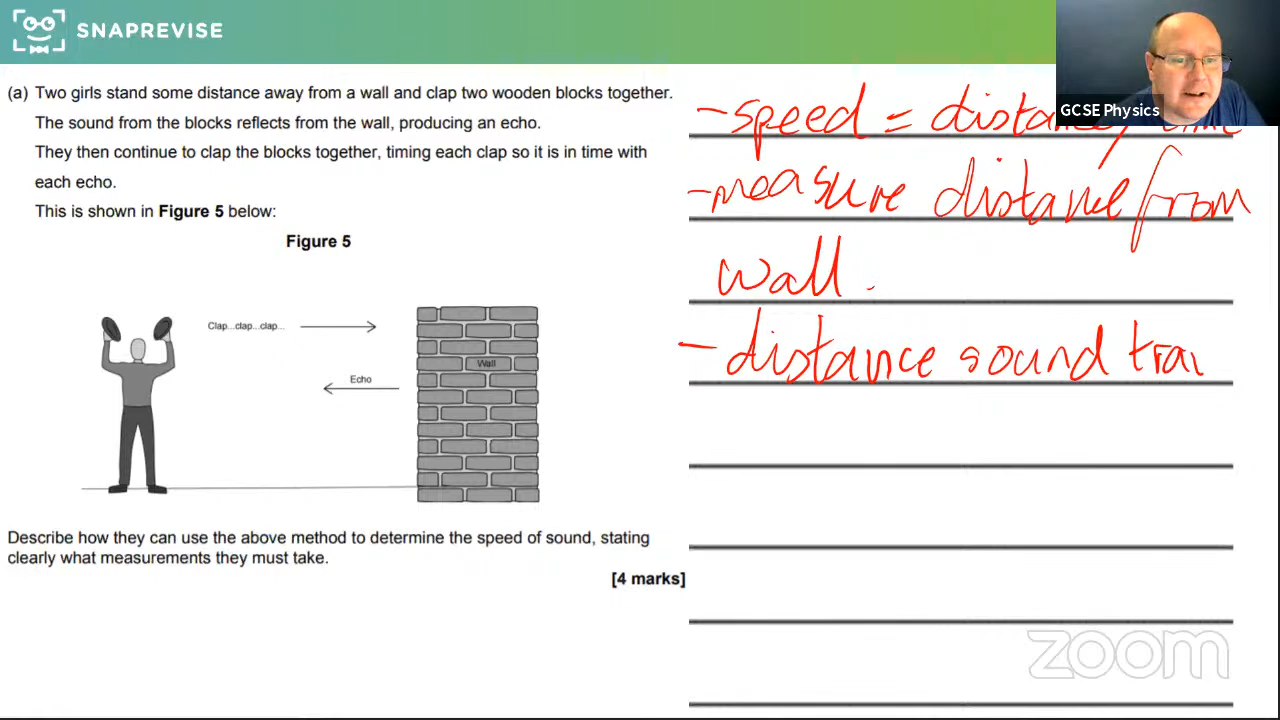 SNAPREVISE
(a) Two girls stand some distance away from a wall and clap two wooden blocks together.
The sound from the blocks reflects from the wall, producing an echo.
They then continue to clap the blocks together, timing each clap so it is in time with
each echo.
This is shown in Figure 5 below:
Figure 5
Clap...clap...clap...
Wall
Echo
Describe how they can use the above method to determine the speed of sound, stating
clearly what measurements they must take.
[4 marks]
GCSE Physics
- speed = distance/time
- measure distance from
wall.
- distance sound trav
zoom